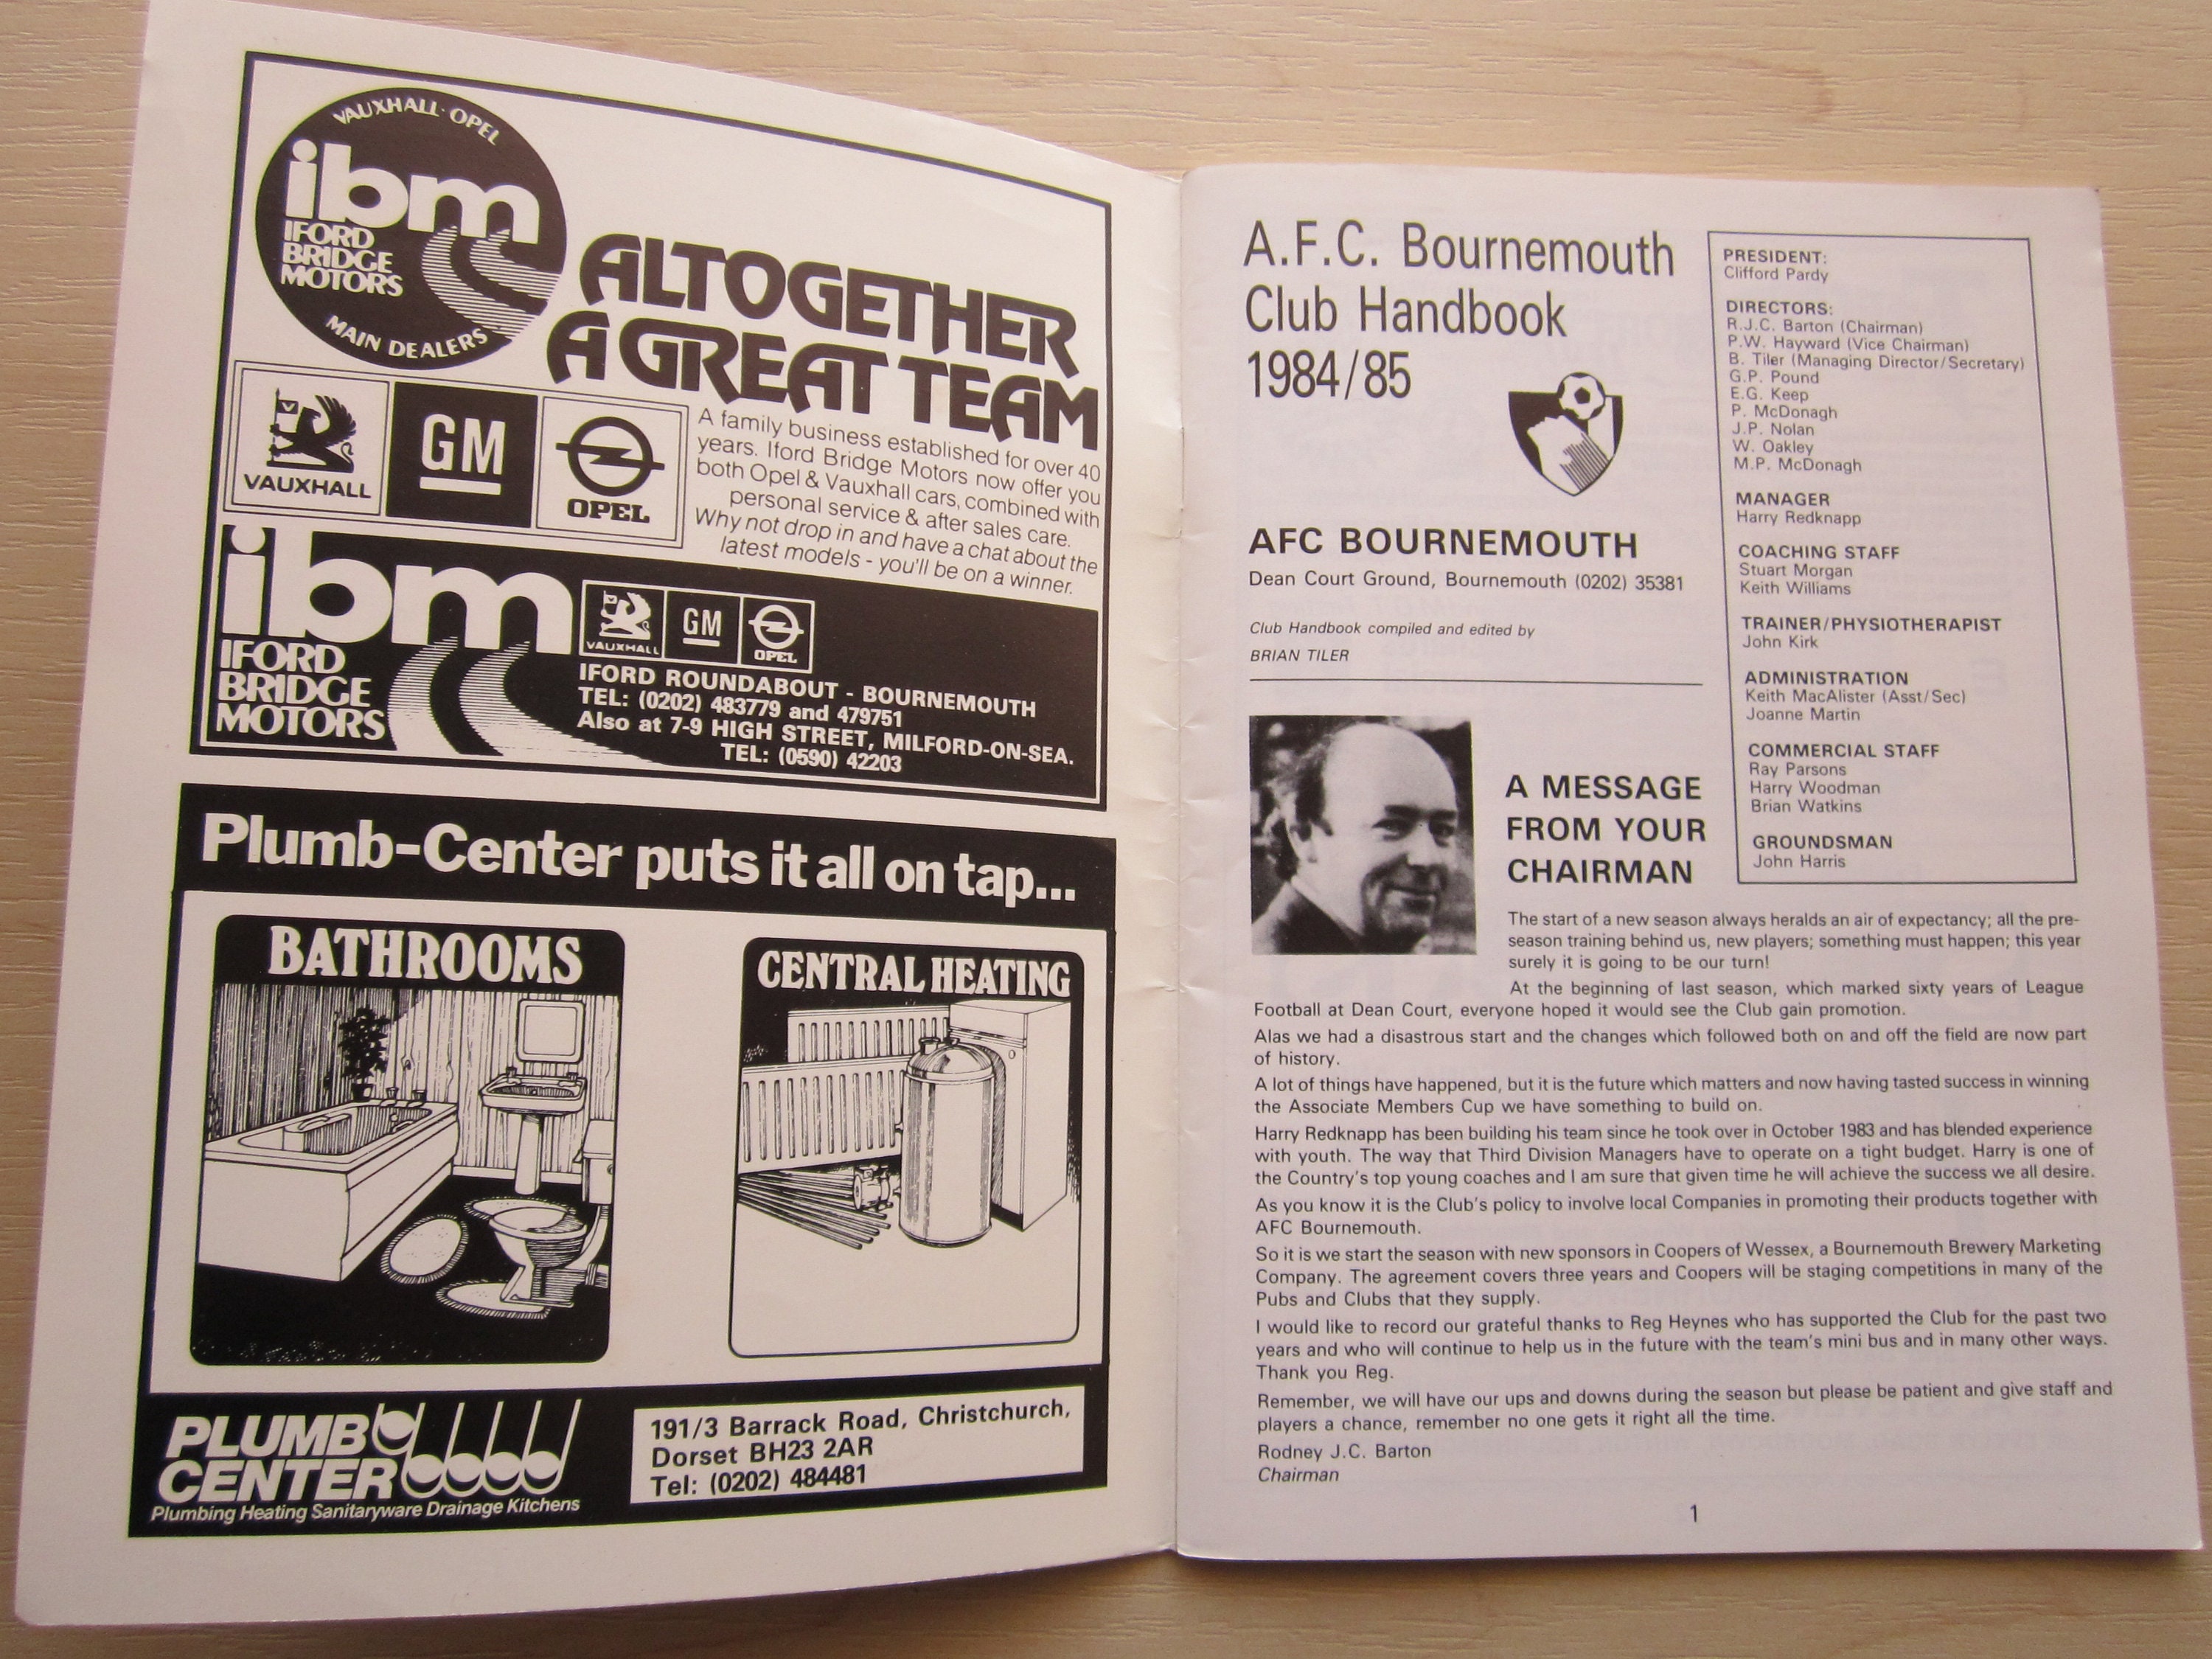 VAUXHALL · OPEL
ibm
IFORD
BRIDGE
MOTORS
MAIN DEALERS
ALTOGETHER
A GREAT TEAM
VAUXHALL
GM
OPEL
A family business established for over 40
years. Iford Bridge Motors now offer you
both Opel & Vauxhall cars, combined with
personal service & after sales care.
Why not drop in and have a chat about the
latest models - you'll be on a winner.
ibm
IFORD
BRIDGE
MOTORS
VAUXHALL
GM
OPEL
IFORD ROUNDABOUT - BOURNEMOUTH
TEL: (0202) 483779 and 479751
Also at 7-9 HIGH STREET, MILFORD-ON-SEA.
TEL: (0590) 42203
Plumb-Center puts it all on tap...
BATHROOMS
CENTRAL HEATING
PLUMB
CENTER
Plumbing Heating Sanitaryware Drainage Kitchens
191/3 Barrack Road, Christchurch,
Dorset BH23 2AR
Tel: (0202) 484481
A.F.C. Bournemouth
Club Handbook
1984/85
AFC BOURNEMOUTH
Dean Court Ground, Bournemouth (0202) 35381
Club Handbook compiled and edited by
BRIAN TILER
PRESIDENT:
Clifford Pardy
DIRECTORS:
R.J.C. Barton (Chairman)
P.W. Hayward (Vice Chairman)
B. Tiler (Managing Director/Secretary)
G.P. Pound
E.G. Keep
P. McDonagh
J.P. Nolan
W. Oakley
M.P. McDonagh
MANAGER
Harry Redknapp
COACHING STAFF
Stuart Morgan
Keith Williams
TRAINER/PHYSIOTHERAPIST
John Kirk
ADMINISTRATION
Keith MacAlister (Asst/Sec)
Joanne Martin
COMMERCIAL STAFF
Ray Parsons
Harry Woodman
Brian Watkins
GROUNDSMAN
John Harris
A MESSAGE
FROM YOUR
CHAIRMAN
The start of a new season always heralds an air of expectancy; all the pre-
season training behind us, new players; something must happen; this year
surely it is going to be our turn!
At the beginning of last season, which marked sixty years of League
Football at Dean Court, everyone hoped it would see the Club gain promotion.
Alas we had a disastrous start and the changes which followed both on and off the field are now part
of history.
A lot of things have happened, but it is the future which matters and now having tasted success in winning
the Associate Members Cup we have something to build on.
Harry Redknapp has been building his team since he took over in October 1983 and has blended experience
with youth. The way that Third Division Managers have to operate on a tight budget. Harry is one of
the Country's top young coaches and I am sure that given time he will achieve the success we all desire.
As you know it is the Club's policy to involve local Companies in promoting their products together with
AFC Bournemouth.
So it is we start the season with new sponsors in Coopers of Wessex, a Bournemouth Brewery Marketing
Company. The agreement covers three years and Coopers will be staging competitions in many of the
Pubs and Clubs that they supply.
I would like to record our grateful thanks to Reg Heynes who has supported the Club for the past two
years and who will continue to help us in the future with the team's mini bus and in many other ways.
Thank you Reg.
Remember, we will have our ups and downs during the season but please be patient and give staff and
players a chance, remember no one gets it right all the time.
Rodney J.C. Barton
Chairman
1